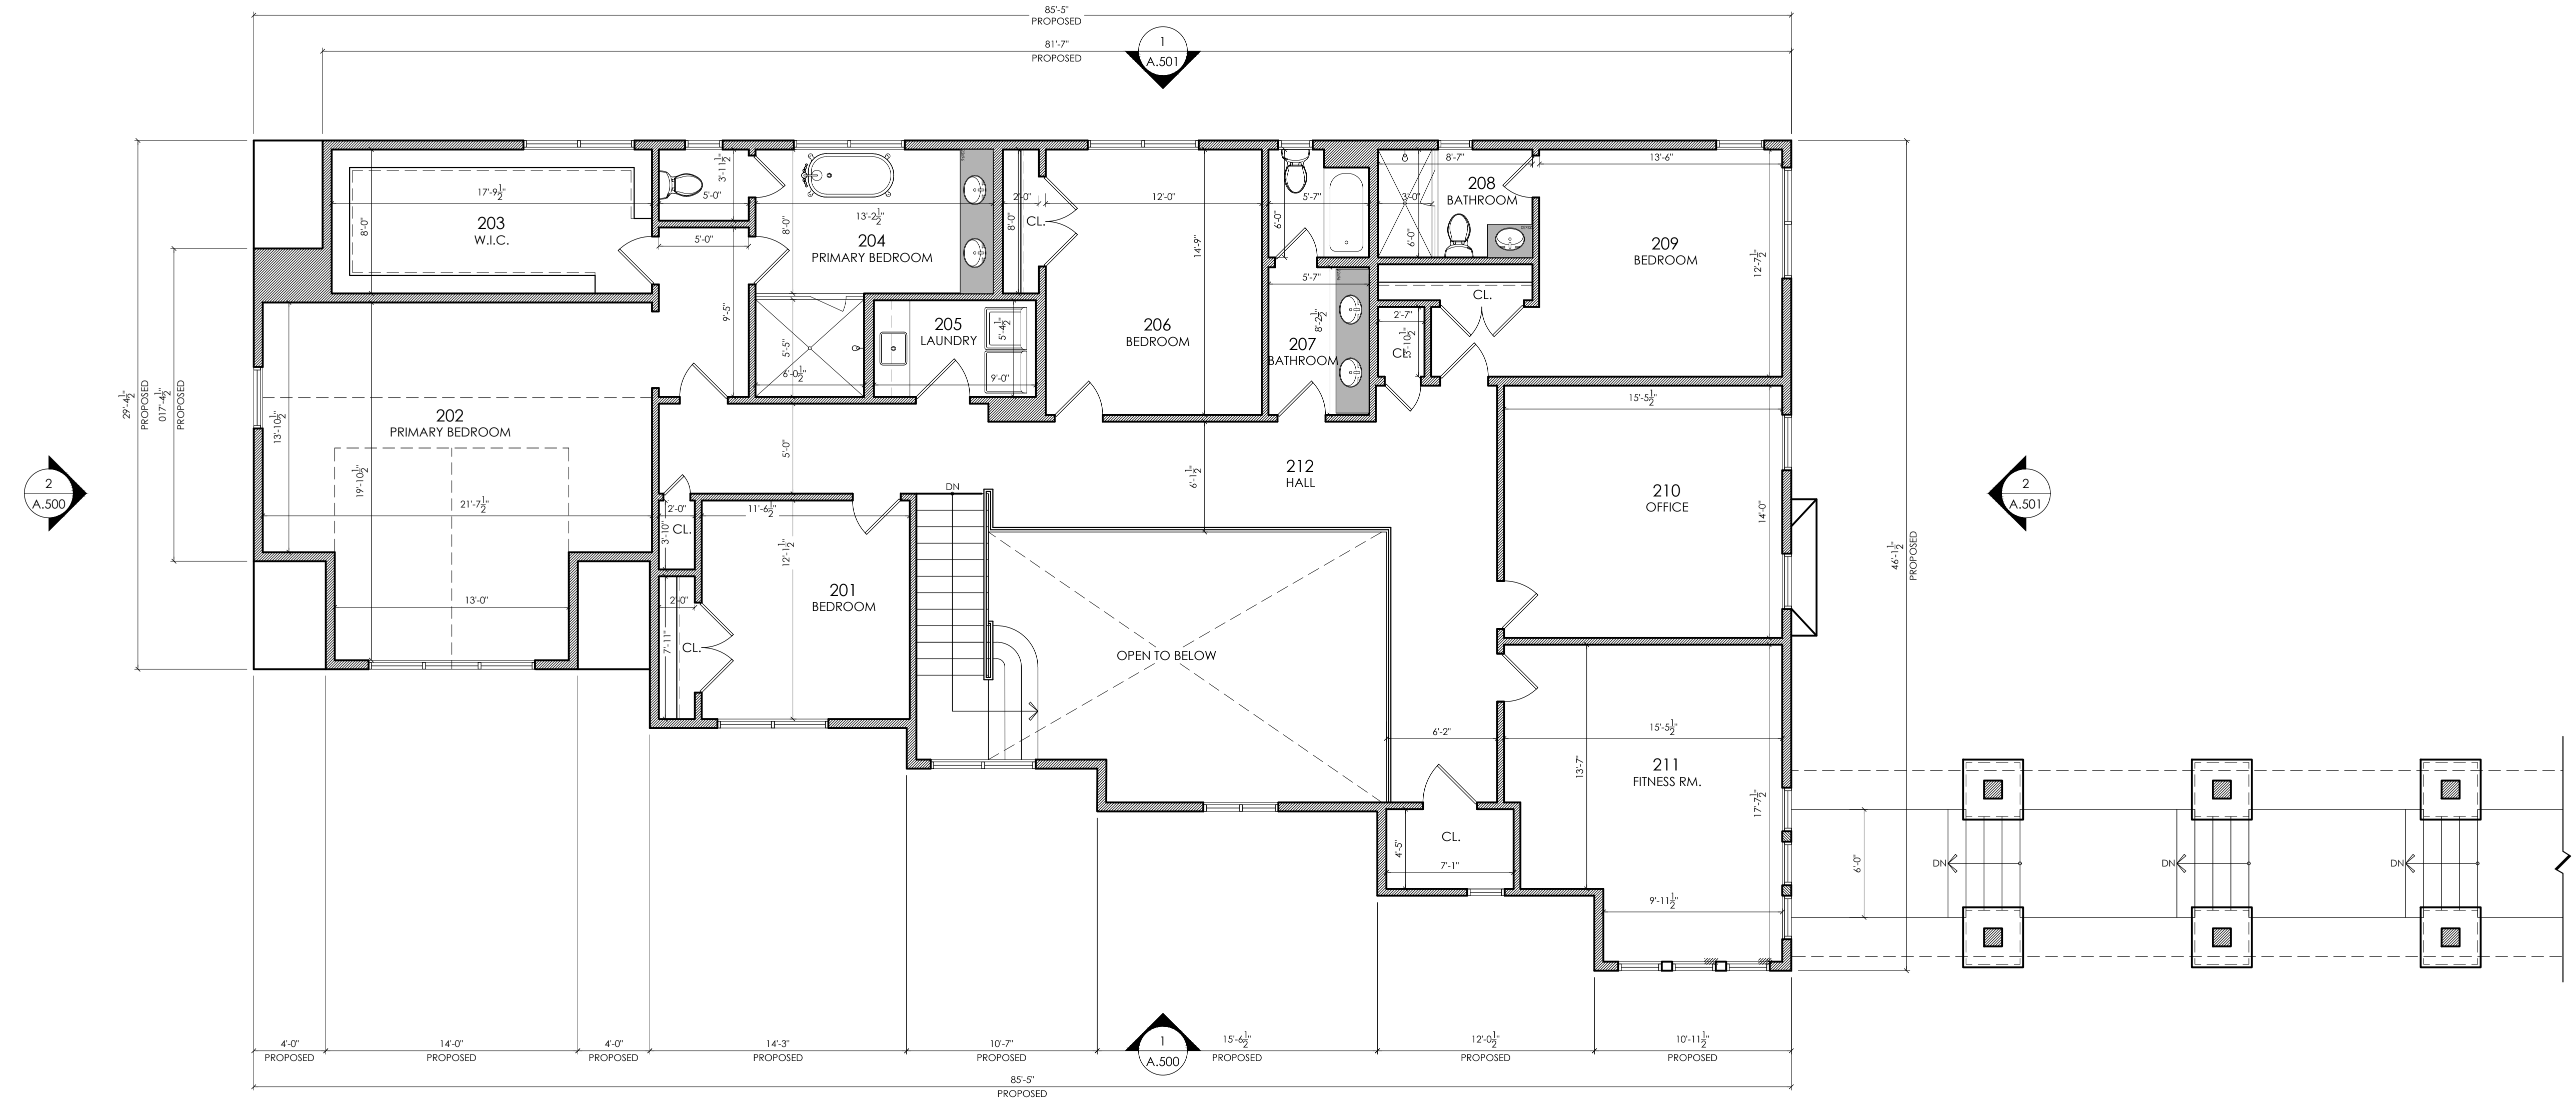 85'-5"
PROPOSED
81'-7"
PROPOSED
1
A.501
17'-9 1/2"
203
W.I.C.
8'-0"
3'-11 1/2"
5'-0"
5'-0"
9'-5"
8'-0"
13'-2 1/2"
204
PRIMARY BEDROOM
5'-5"
6'-0 1/2"
205
LAUNDRY
5'-4 1/2"
9'-0"
2'-0"
8'-0"
CL.
12'-0"
14'-9"
206
BEDROOM
5'-7"
6'-0"
5'-7"
8'-2 1/2"
207
BATHROOM
8'-7"
3'-0"
6'-0"
208
BATHROOM
CL.
2'-7"
CL.
3'-10 1/2"
13'-6"
209
BEDROOM
12'-7 1/2"
29'-4 1/2"
PROPOSED
017'-4 1/2"
PROPOSED
2
A.500
202
PRIMARY BEDROOM
13'-10 1/2"
19'-10 1/2"
21'-7 1/2"
13'-0"
5'-0"
2'-0"
3'-10"
CL.
11'-6 1/2"
12'-1 1/2"
201
BEDROOM
2'-0"
7'-11"
CL.
DN
6'-1 1/2"
212
HALL
OPEN TO BELOW
15'-5 1/2"
210
OFFICE
14'-0"
2
A.501
46'-1 1/2"
PROPOSED
6'-2"
15'-5 1/2"
13'-7"
211
FITNESS RM.
17'-7 1/2"
CL.
4'-5"
7'-1"
9'-11 1/2"
6'-0"
DN
DN
DN
4'-0"
PROPOSED
14'-0"
PROPOSED
4'-0"
PROPOSED
14'-3"
PROPOSED
10'-7"
PROPOSED
1
A.500
15'-6 1/2"
PROPOSED
12'-0 1/2"
PROPOSED
10'-11 1/2"
PROPOSED
85'-5"
PROPOSED